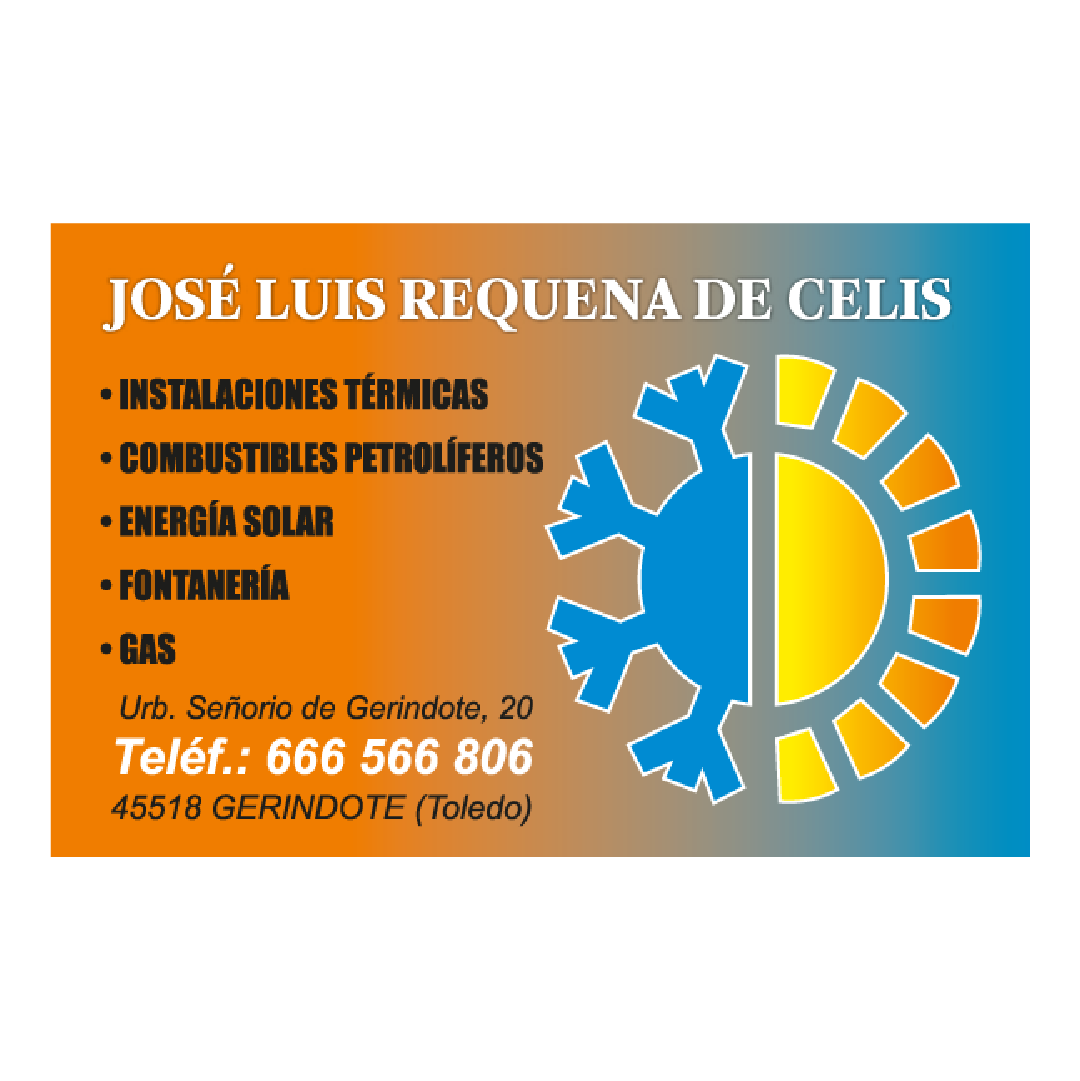 JOSÉ LUIS REQUENA DE CELIS
• INSTALACIONES TÉRMICAS
• COMBUSTIBLES PETROLÍFEROS
• ENERGÍA SOLAR
• FONTANERÍA
• GAS
Urb. Señorio de Gerindote, 20
Teléf.: 666 566 806
45518 GERINDOTE (Toledo)